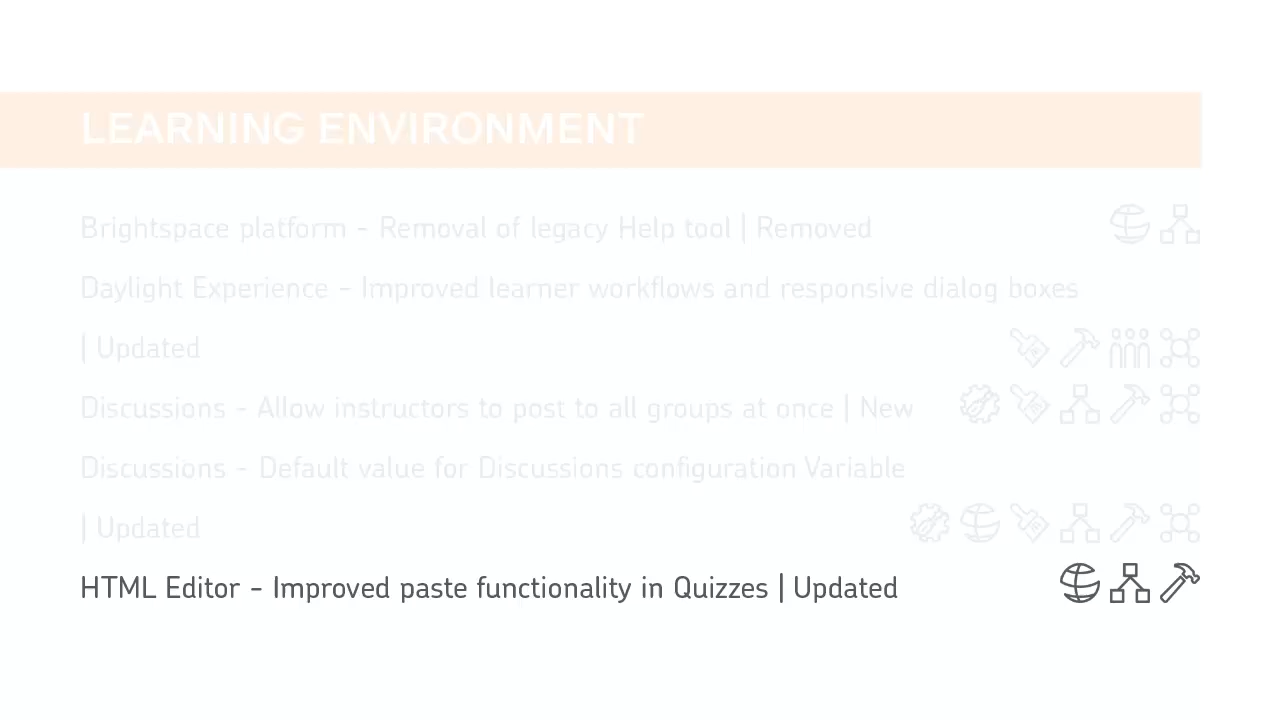 LEARNING ENVIRONMENT
Brightspace platform - Removal of legacy Help tool | Removed
Daylight Experience - Improved learner workflows and responsive dialog boxes
| Updated
Discussions - Allow instructors to post to all groups at once | New
Discussions - Default value for Discussions configuration Variable
| Updated
HTML Editor - Improved paste functionality in Quizzes | Updated